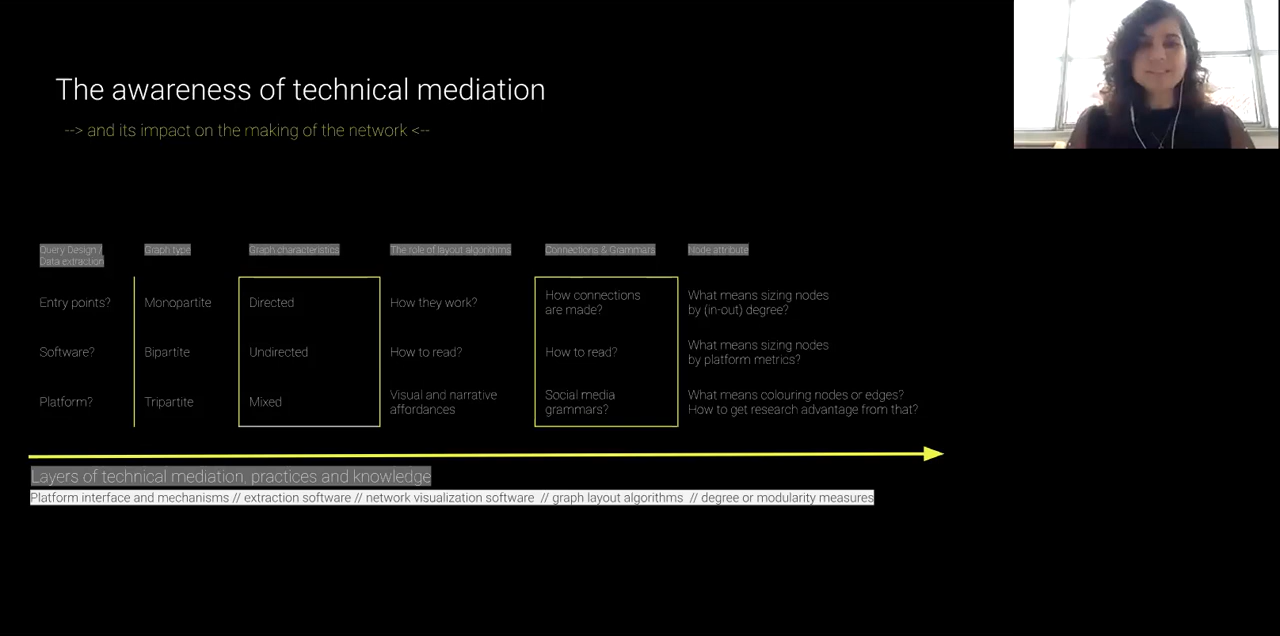 The awareness of technical mediation
--> and its impact on the making of the network <--
Query Design /
Data extraction
Graph type
Graph characteristics
The role of layout algorithms
Connections & Grammars
Node attribute
Entry points?
Monopartite
Directed
How they work?
How connections
are made?
What means sizing nodes
by (in-out) degree?
Software?
Bipartite
Undirected
How to read?
How to read?
What means sizing nodes
by platform metrics?
Platform?
Tripartite
Mixed
Visual and narrative
affordances
Social media
grammars?
What means colouring nodes or edges?
How to get research advantage from that?
Layers of technical mediation, practices and knowledge
Platform interface and mechanisms // extraction software // network visualization software // graph layout algorithms // degree or modularity measures